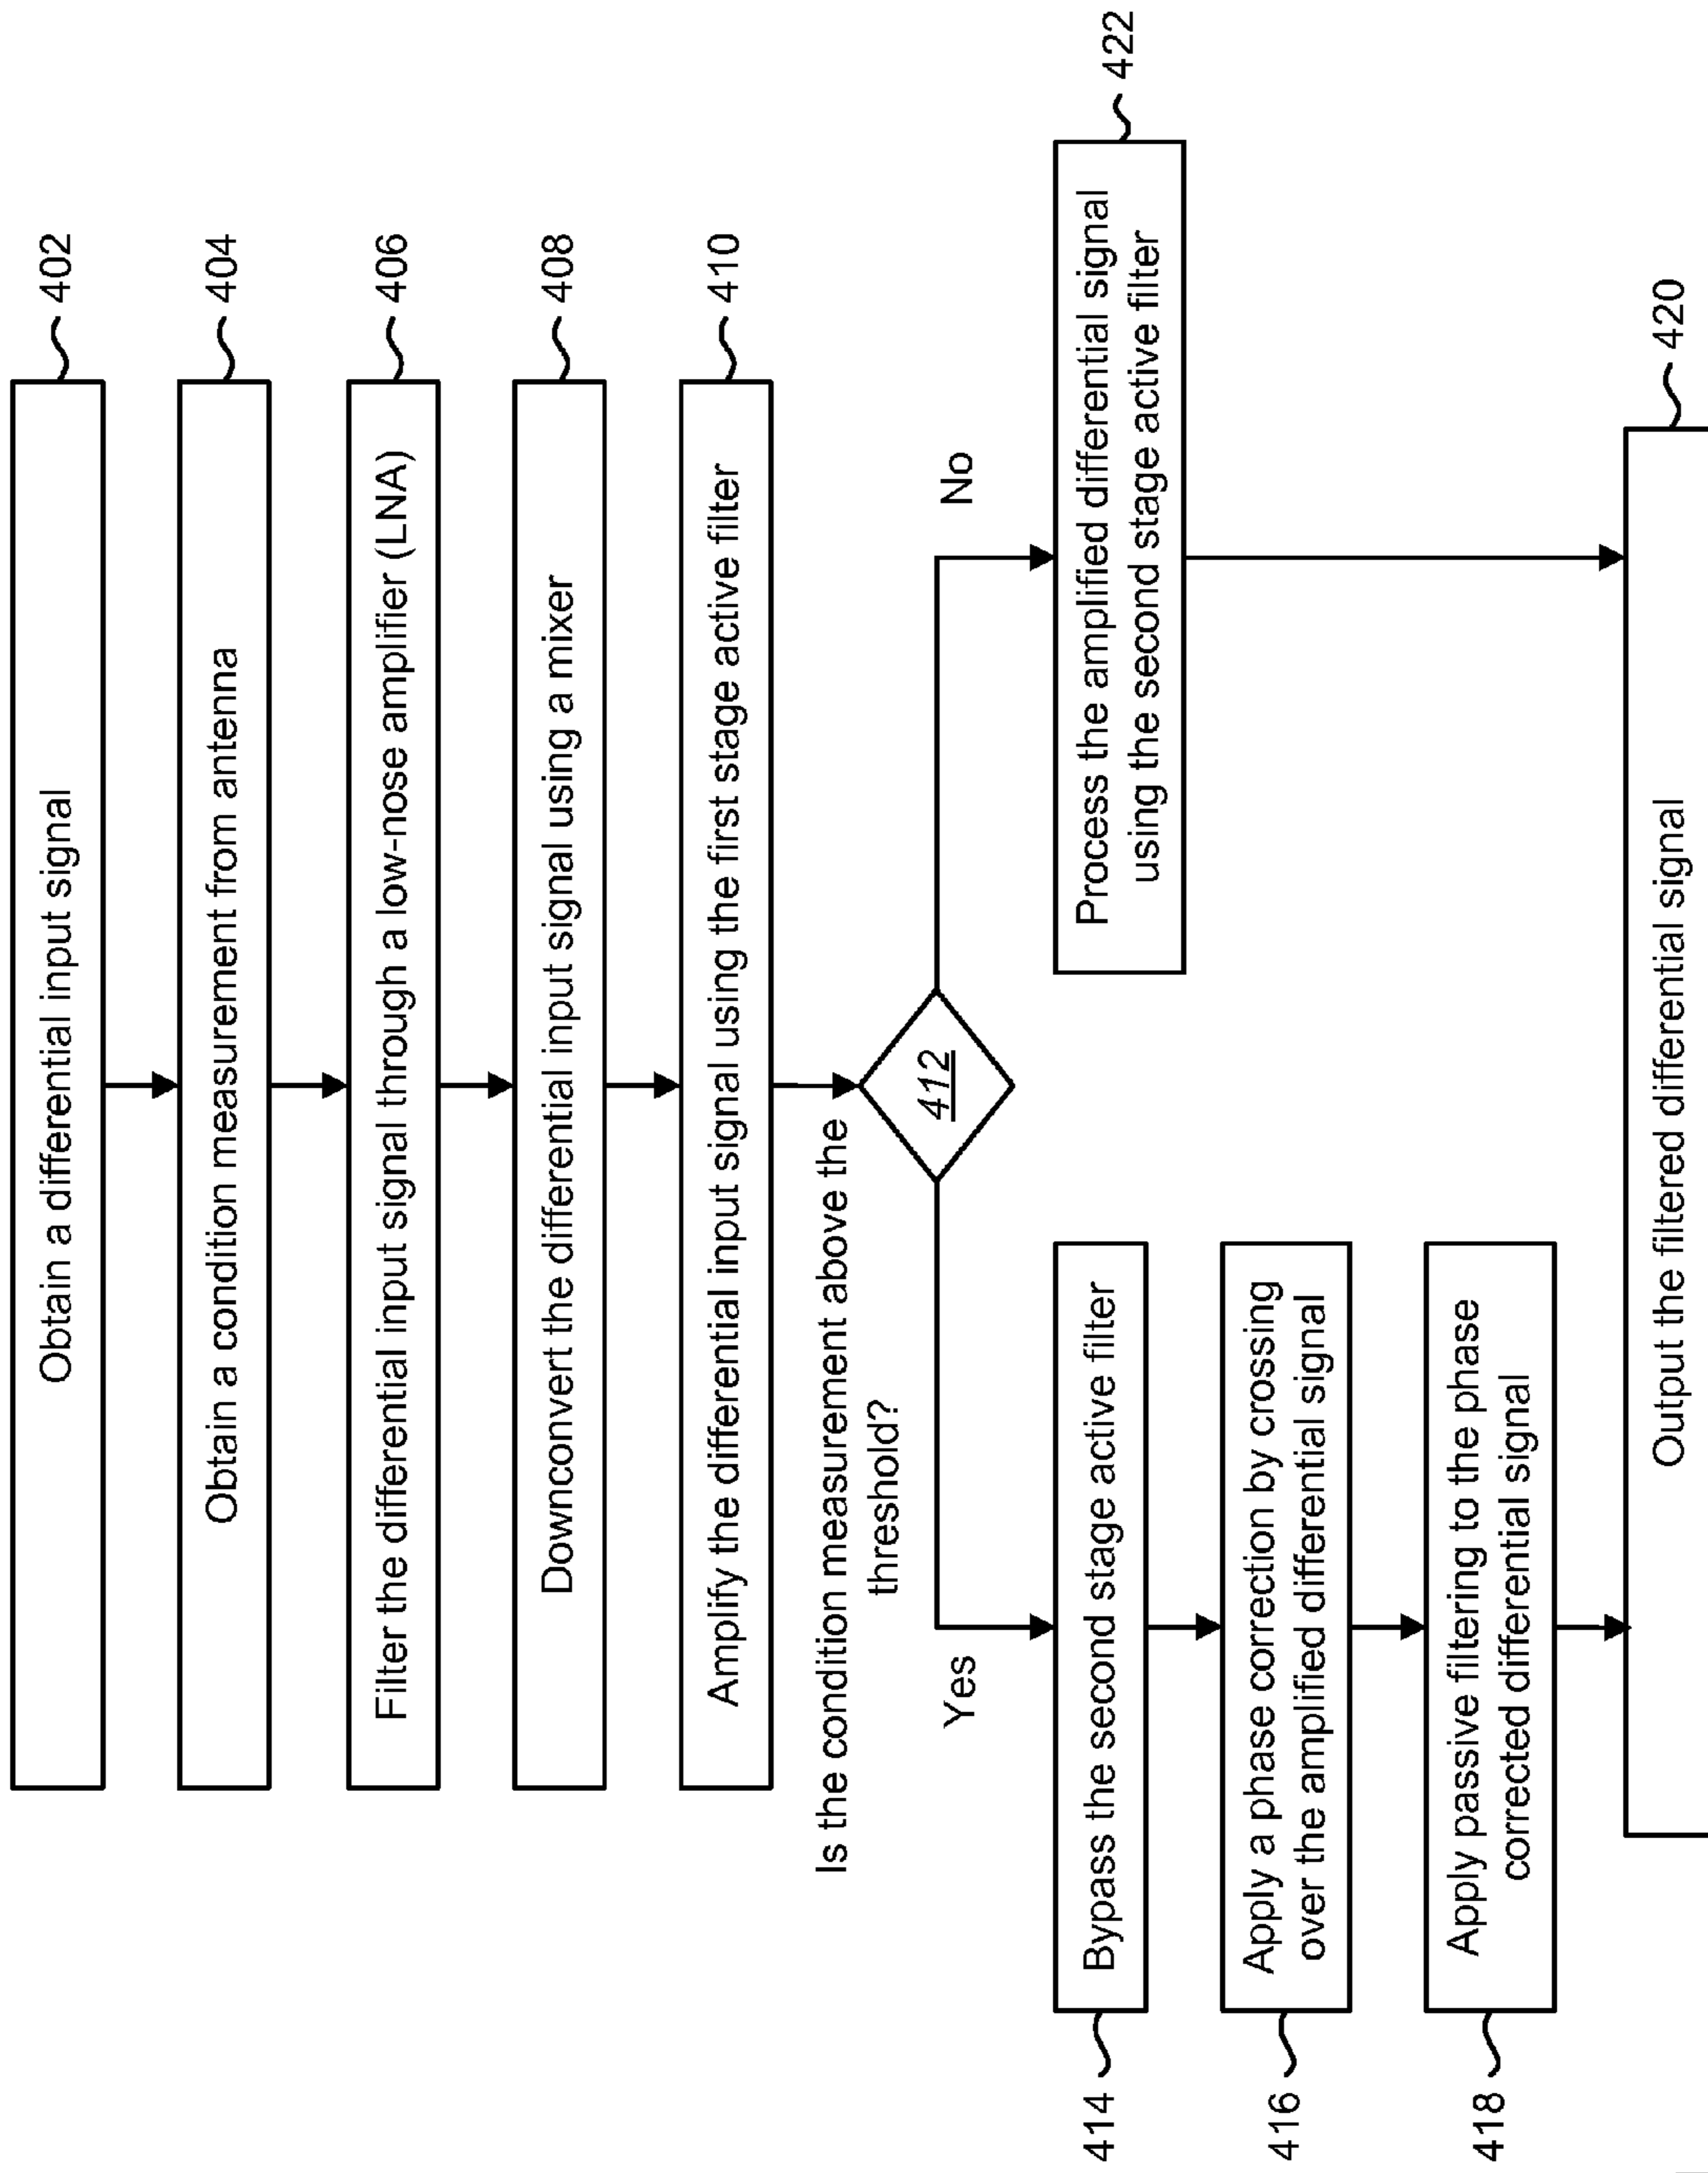 Obtain a differential input signal
402
Obtain a condition measurement from antenna
404
Filter the differential input signal through a low-nose amplifier (LNA)
406
Downconvert the differential input signal using a mixer
408
Amplify the differential input signal using the first stage active filter
410
Is the condition measurement above the
threshold?
412
Yes
No
414
Bypass the second stage active filter
416
Apply a phase correction by crossing
over the amplified differential signal
418
Apply passive filtering to the phase
corrected differential signal
Process the amplified differential signal
using the second stage active filter
422
Output the filtered differential signal
420